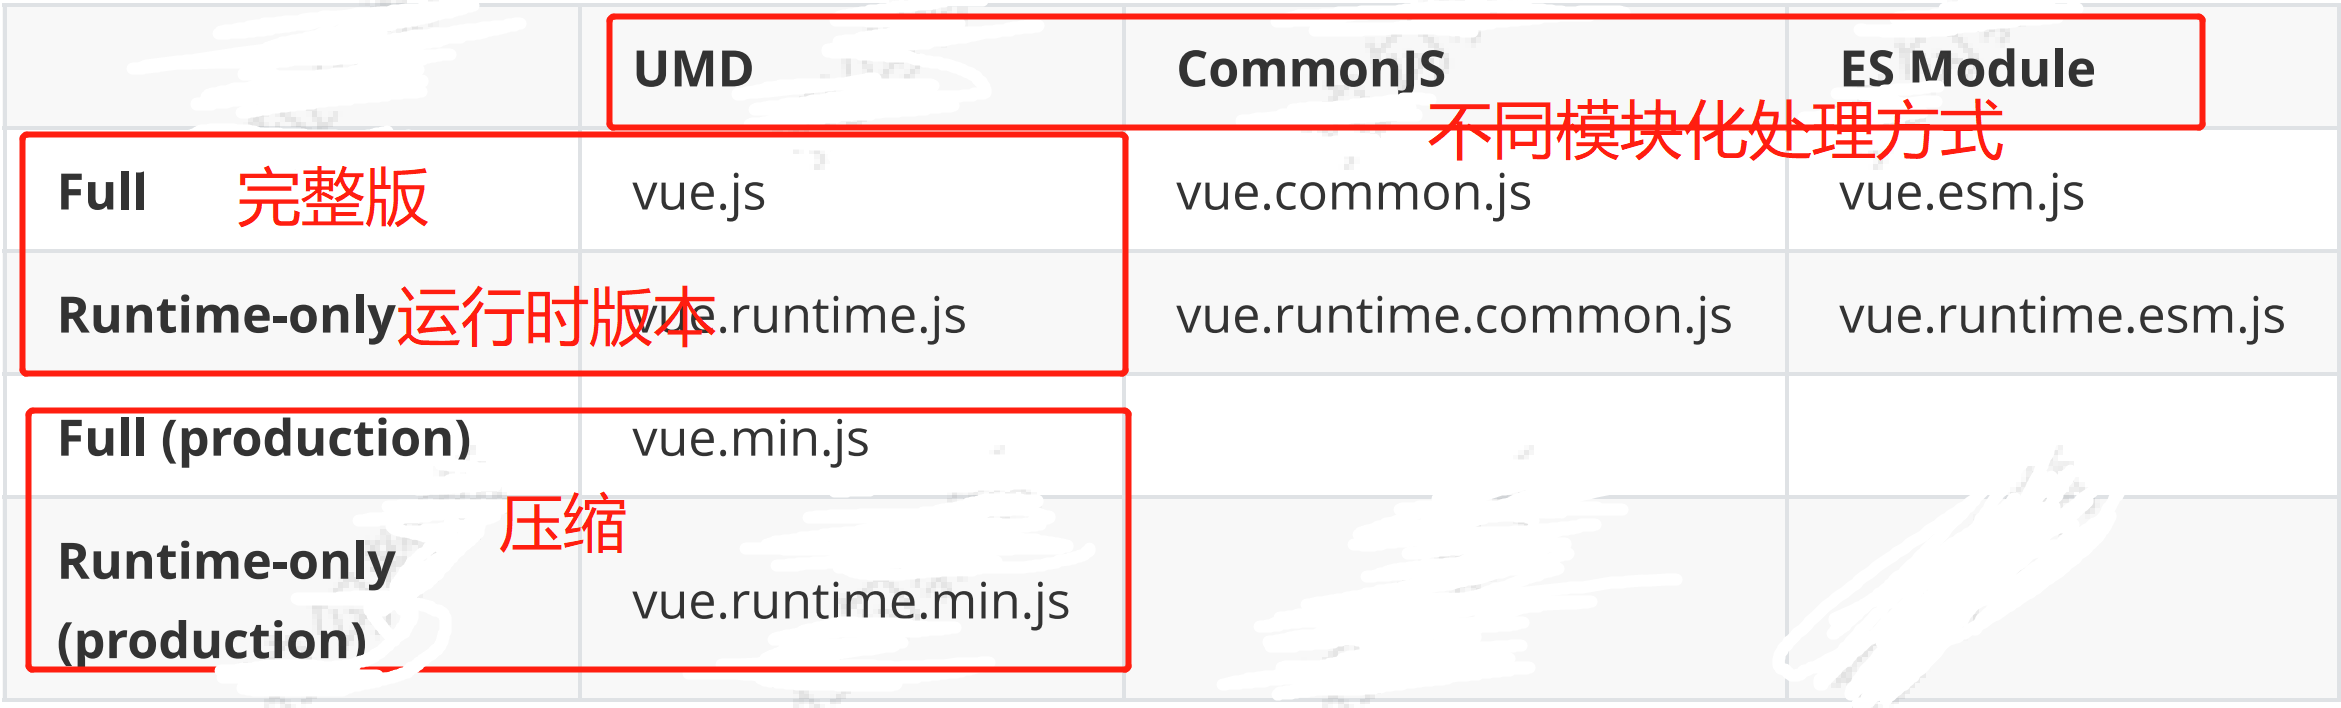 UMD CommonJS ES Module
不同模块化处理方式
Full 完整版 vue.js vue.common.js vue.esm.js
Runtime-only 运行时版本 vue.runtime.js vue.runtime.common.js vue.runtime.esm.js
Full (production) vue.min.js
压缩
Runtime-only
(production) vue.runtime.min.js